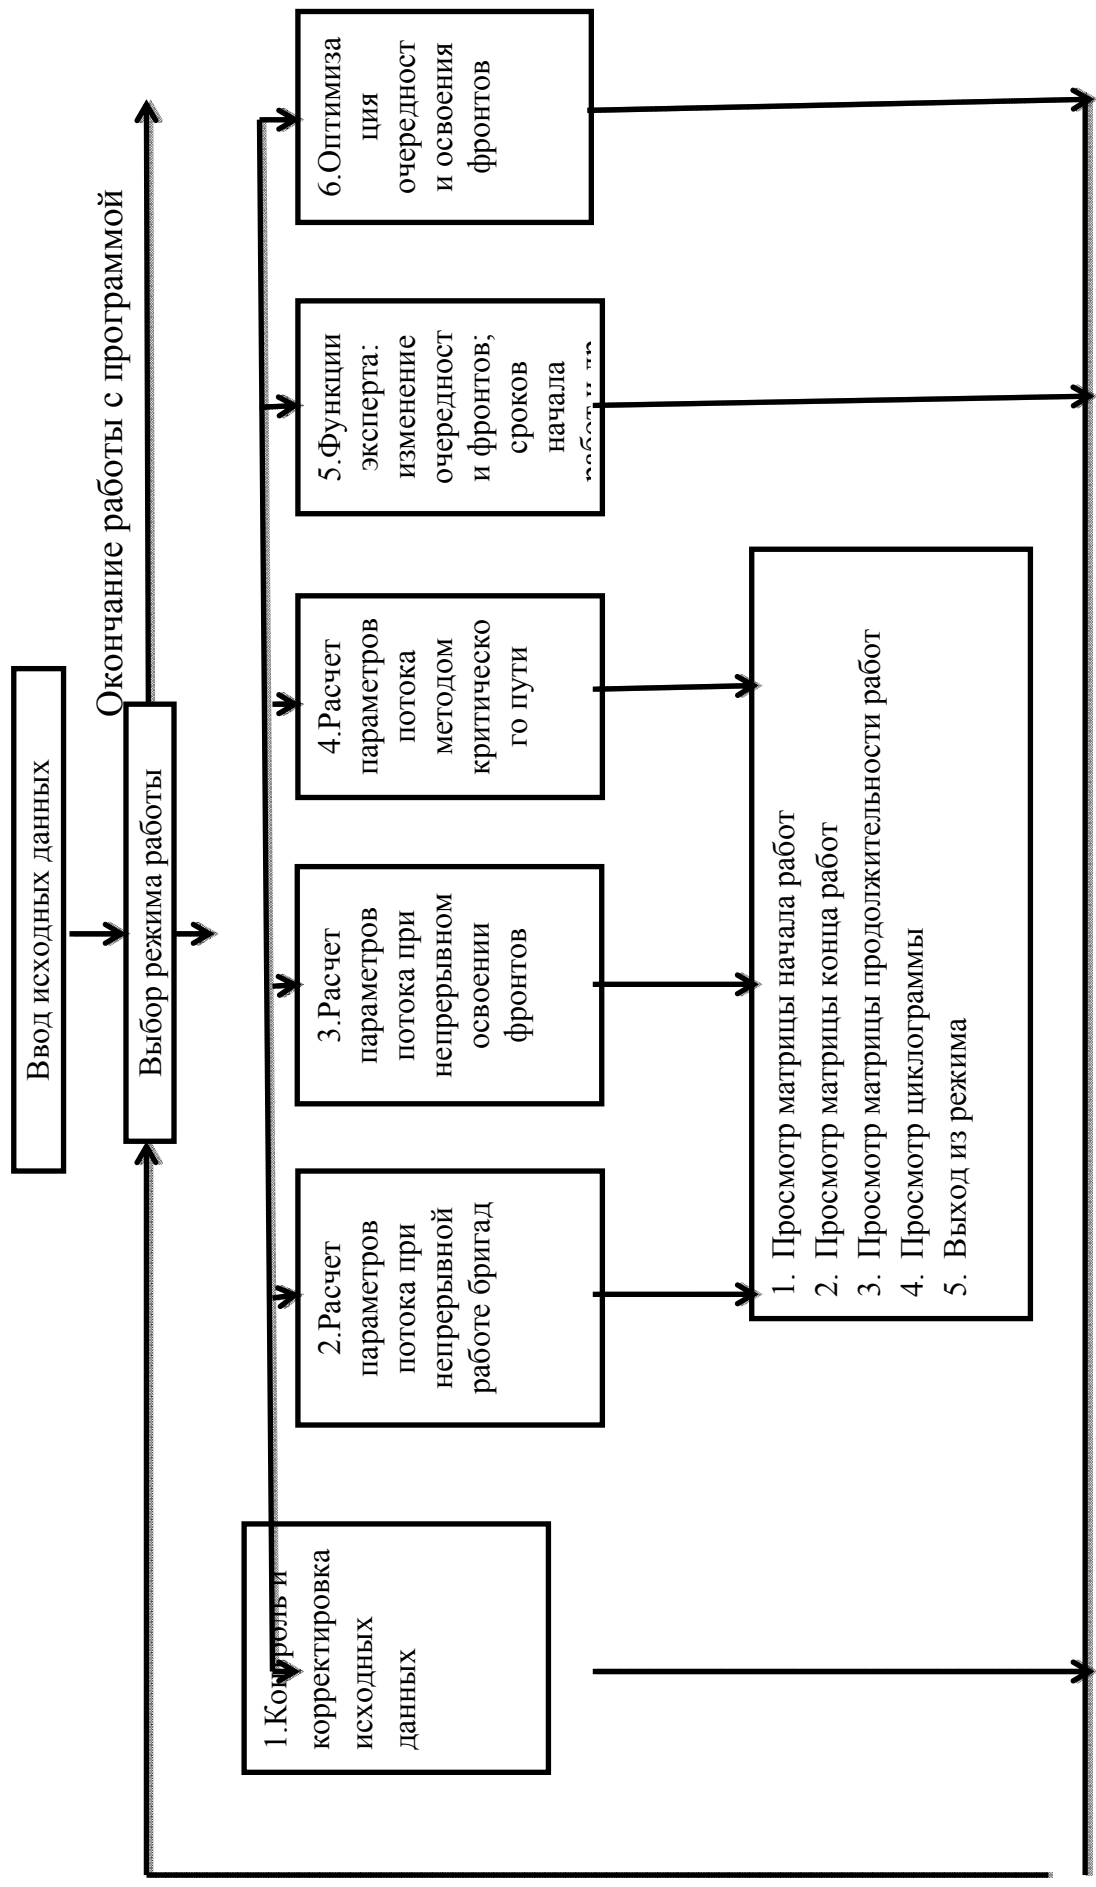 Ввод исходных данных
Окончание работы с программой
Выбор режима работы
1.Контроль и
корректировка
исходных
данных
2.Расчет
параметров
потока при
непрерывной
работе бригад
3.Расчет
параметров
потока при
непрерывном
освоении
фронтов
4.Расчет
параметров
потока
методом
критическо
го пути
5.Функции
эксперта:
изменение
очередност
и фронтов;
сроков
начала
6.Оптимиза
ция
очередност
и освоения
фронтов
1. Просмотр матрицы начала работ
2. Просмотр матрицы конца работ
3. Просмотр матрицы продолжительности работ
4. Просмотр циклограммы
5. Выход из режима